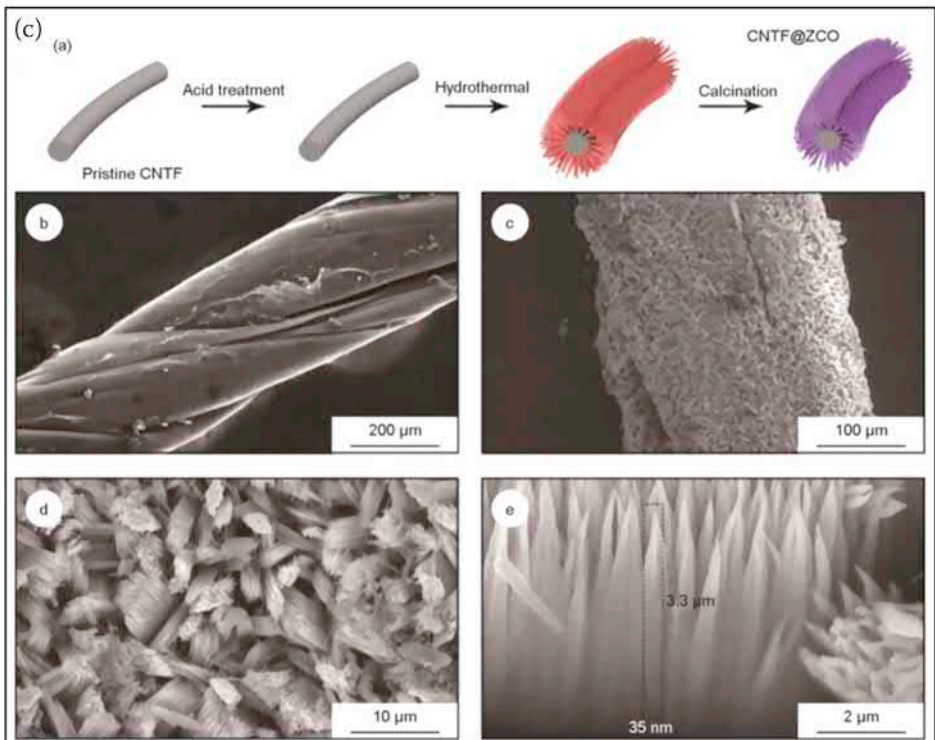 (c)
(a)
CNTF@ZCO
Acid treatment
Hydrothermal
Calcination
Pristine CNTF
b
200 μm
c
100 μm
d
10 μm
e
3.3 μm
35 nm
2 μm